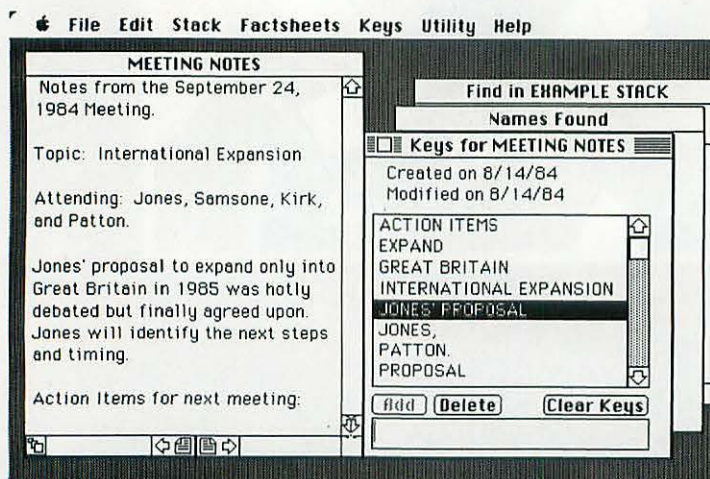 File Edit Stack Factsheets Keys Utility Help
MEETING NOTES
Notes from the September 24,
1984 Meeting.
Topic: International Expansion
Attending: Jones, Samsone, Kirk,
and Patton.
Jones' proposal to expand only into
Great Britain in 1985 was hotly
debated but finally agreed upon.
Jones will identify the next steps
and timing.
Action Items for next meeting:
Find in EXAMPLE STACK
Names Found
Keys for MEETING NOTES
Created on 8/14/84
Modified on 8/14/84
ACTION ITEMS
EXPAND
GREAT BRITAIN
INTERNATIONAL EXPANSION
JONES' PROPOSAL
JONES,
PATTON.
PROPOSAL
Add Delete Clear Keys